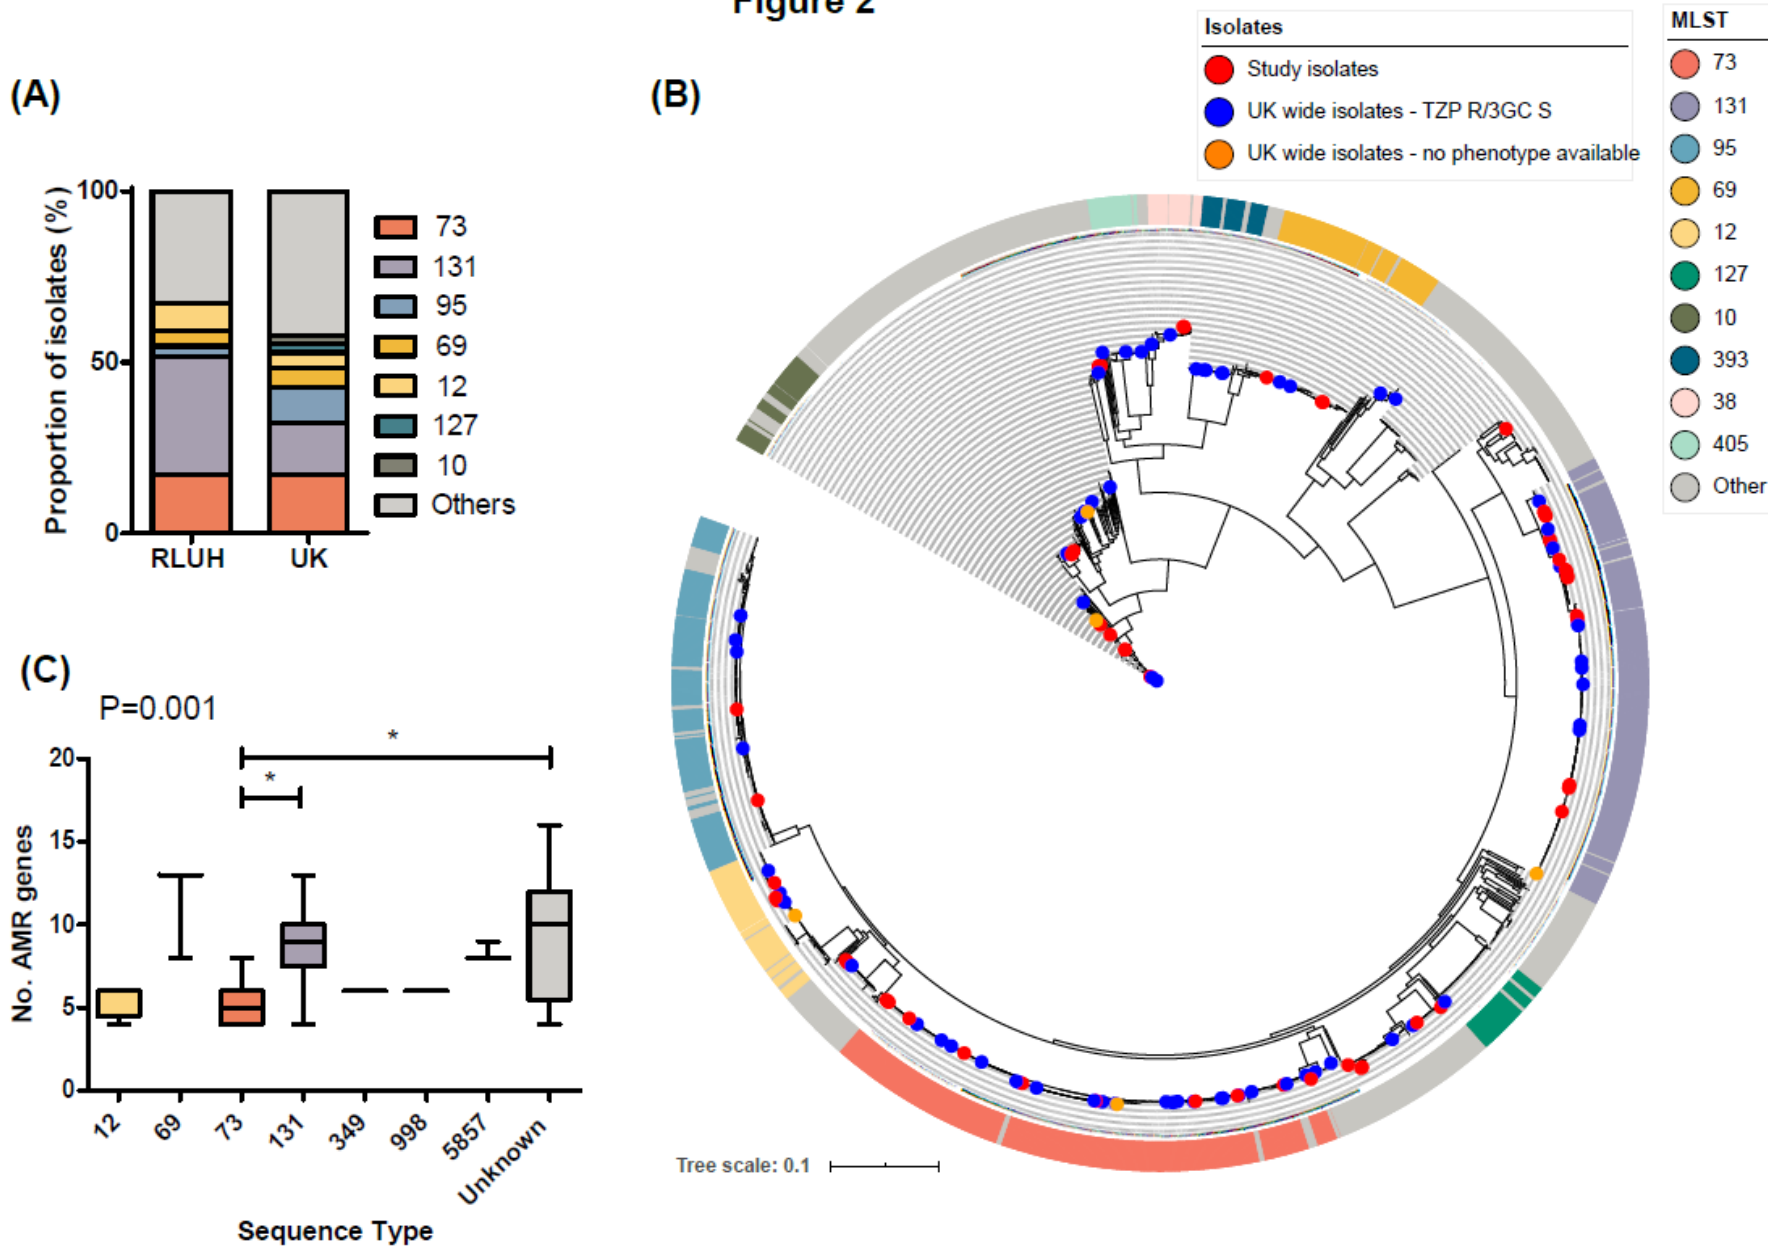 Figure 2
(A)
Proportion of isolates (%)
100
50
0
RLUH
UK
73
131
95
69
12
127
10
Others
(B)
Isolates
Study isolates
UK wide isolates - TZP R/3GC S
UK wide isolates - no phenotype available
MLST
73
131
95
69
12
127
10
393
38
405
Other
Tree scale: 0.1
(C)
P=0.001
*
*
No. AMR genes
20
15
10
5
0
12
69
73
131
349
998
5857
Unknown
Sequence Type